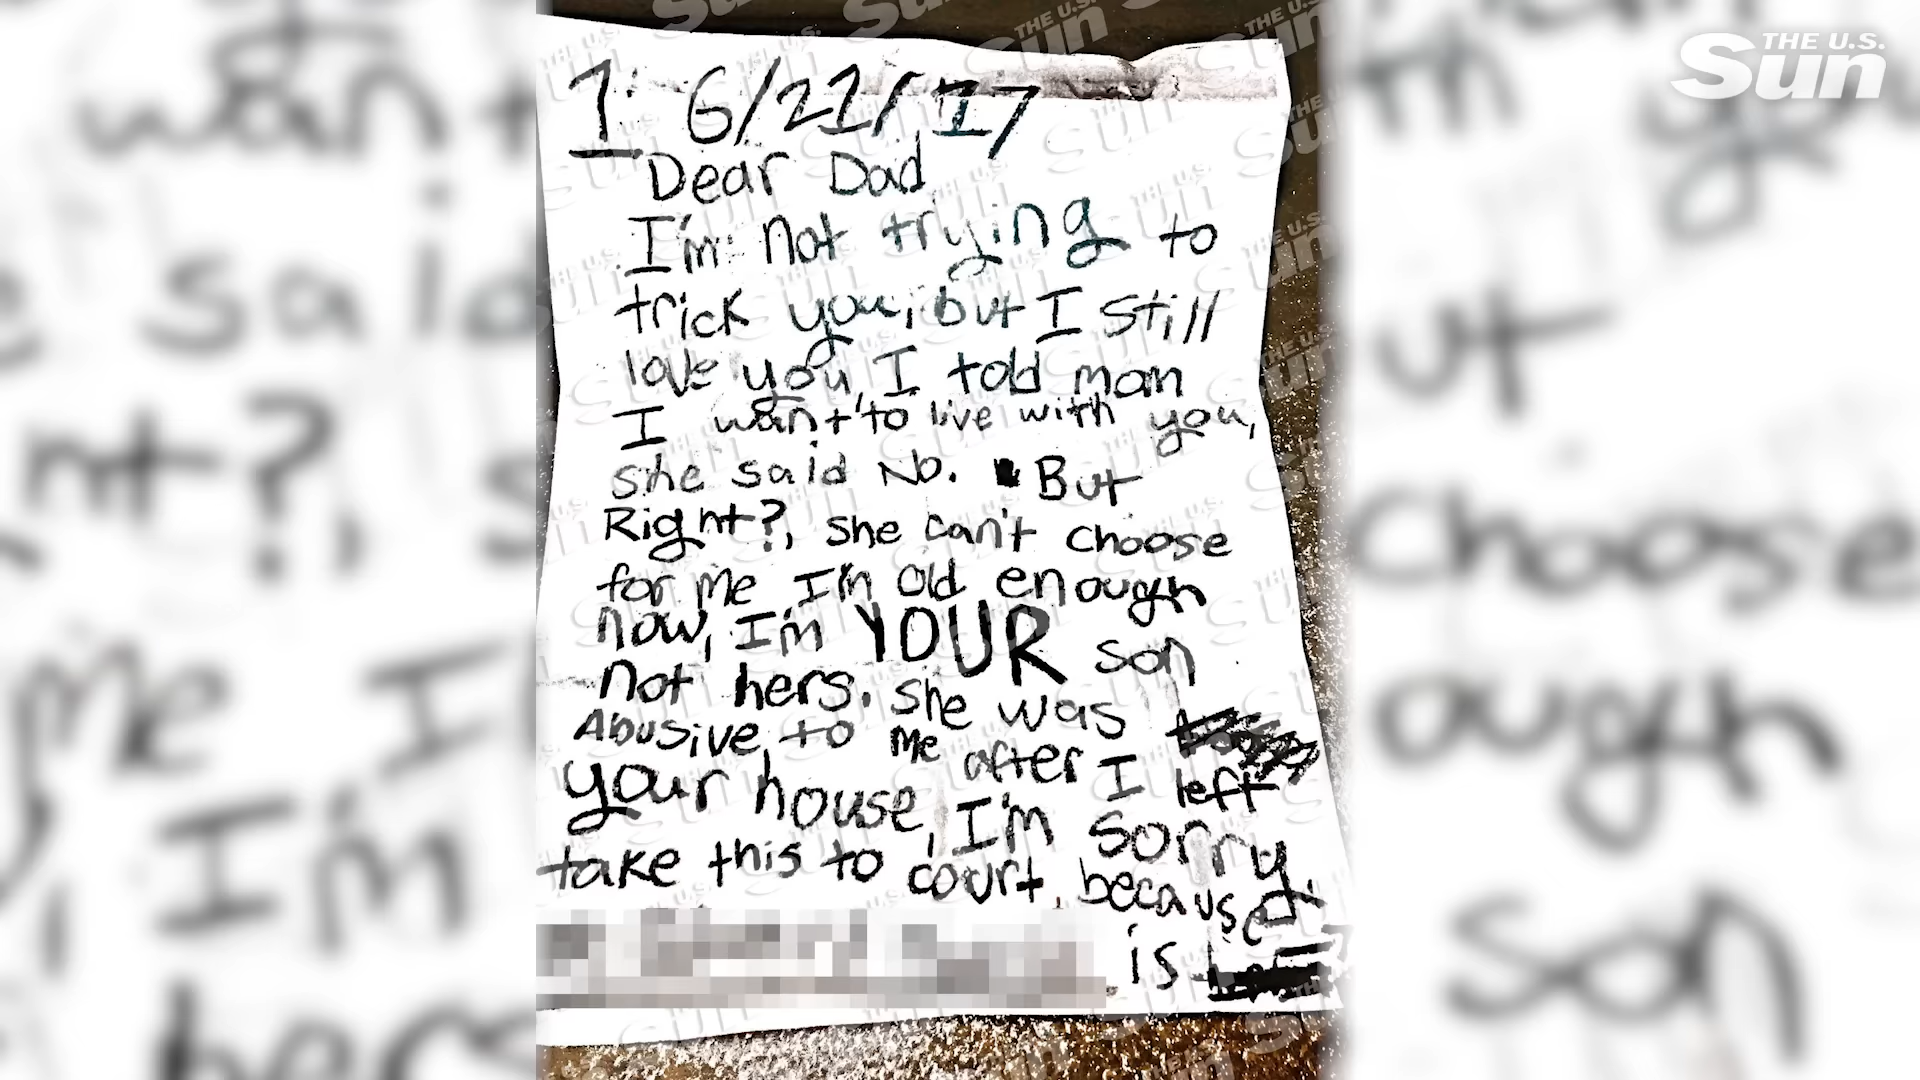 THE U.S.
Sun
1 6/21/17
Dear Dad
I'm not trying to
trick you, but I still
love you, I told mom
I want to live with you,
she said No. But
Right?, she can't choose
for me I'm old enough
now, I'm YOUR son
not hers. she was
Abusive, to me after I left
your house, I'm sorry,
take this to court, because
is